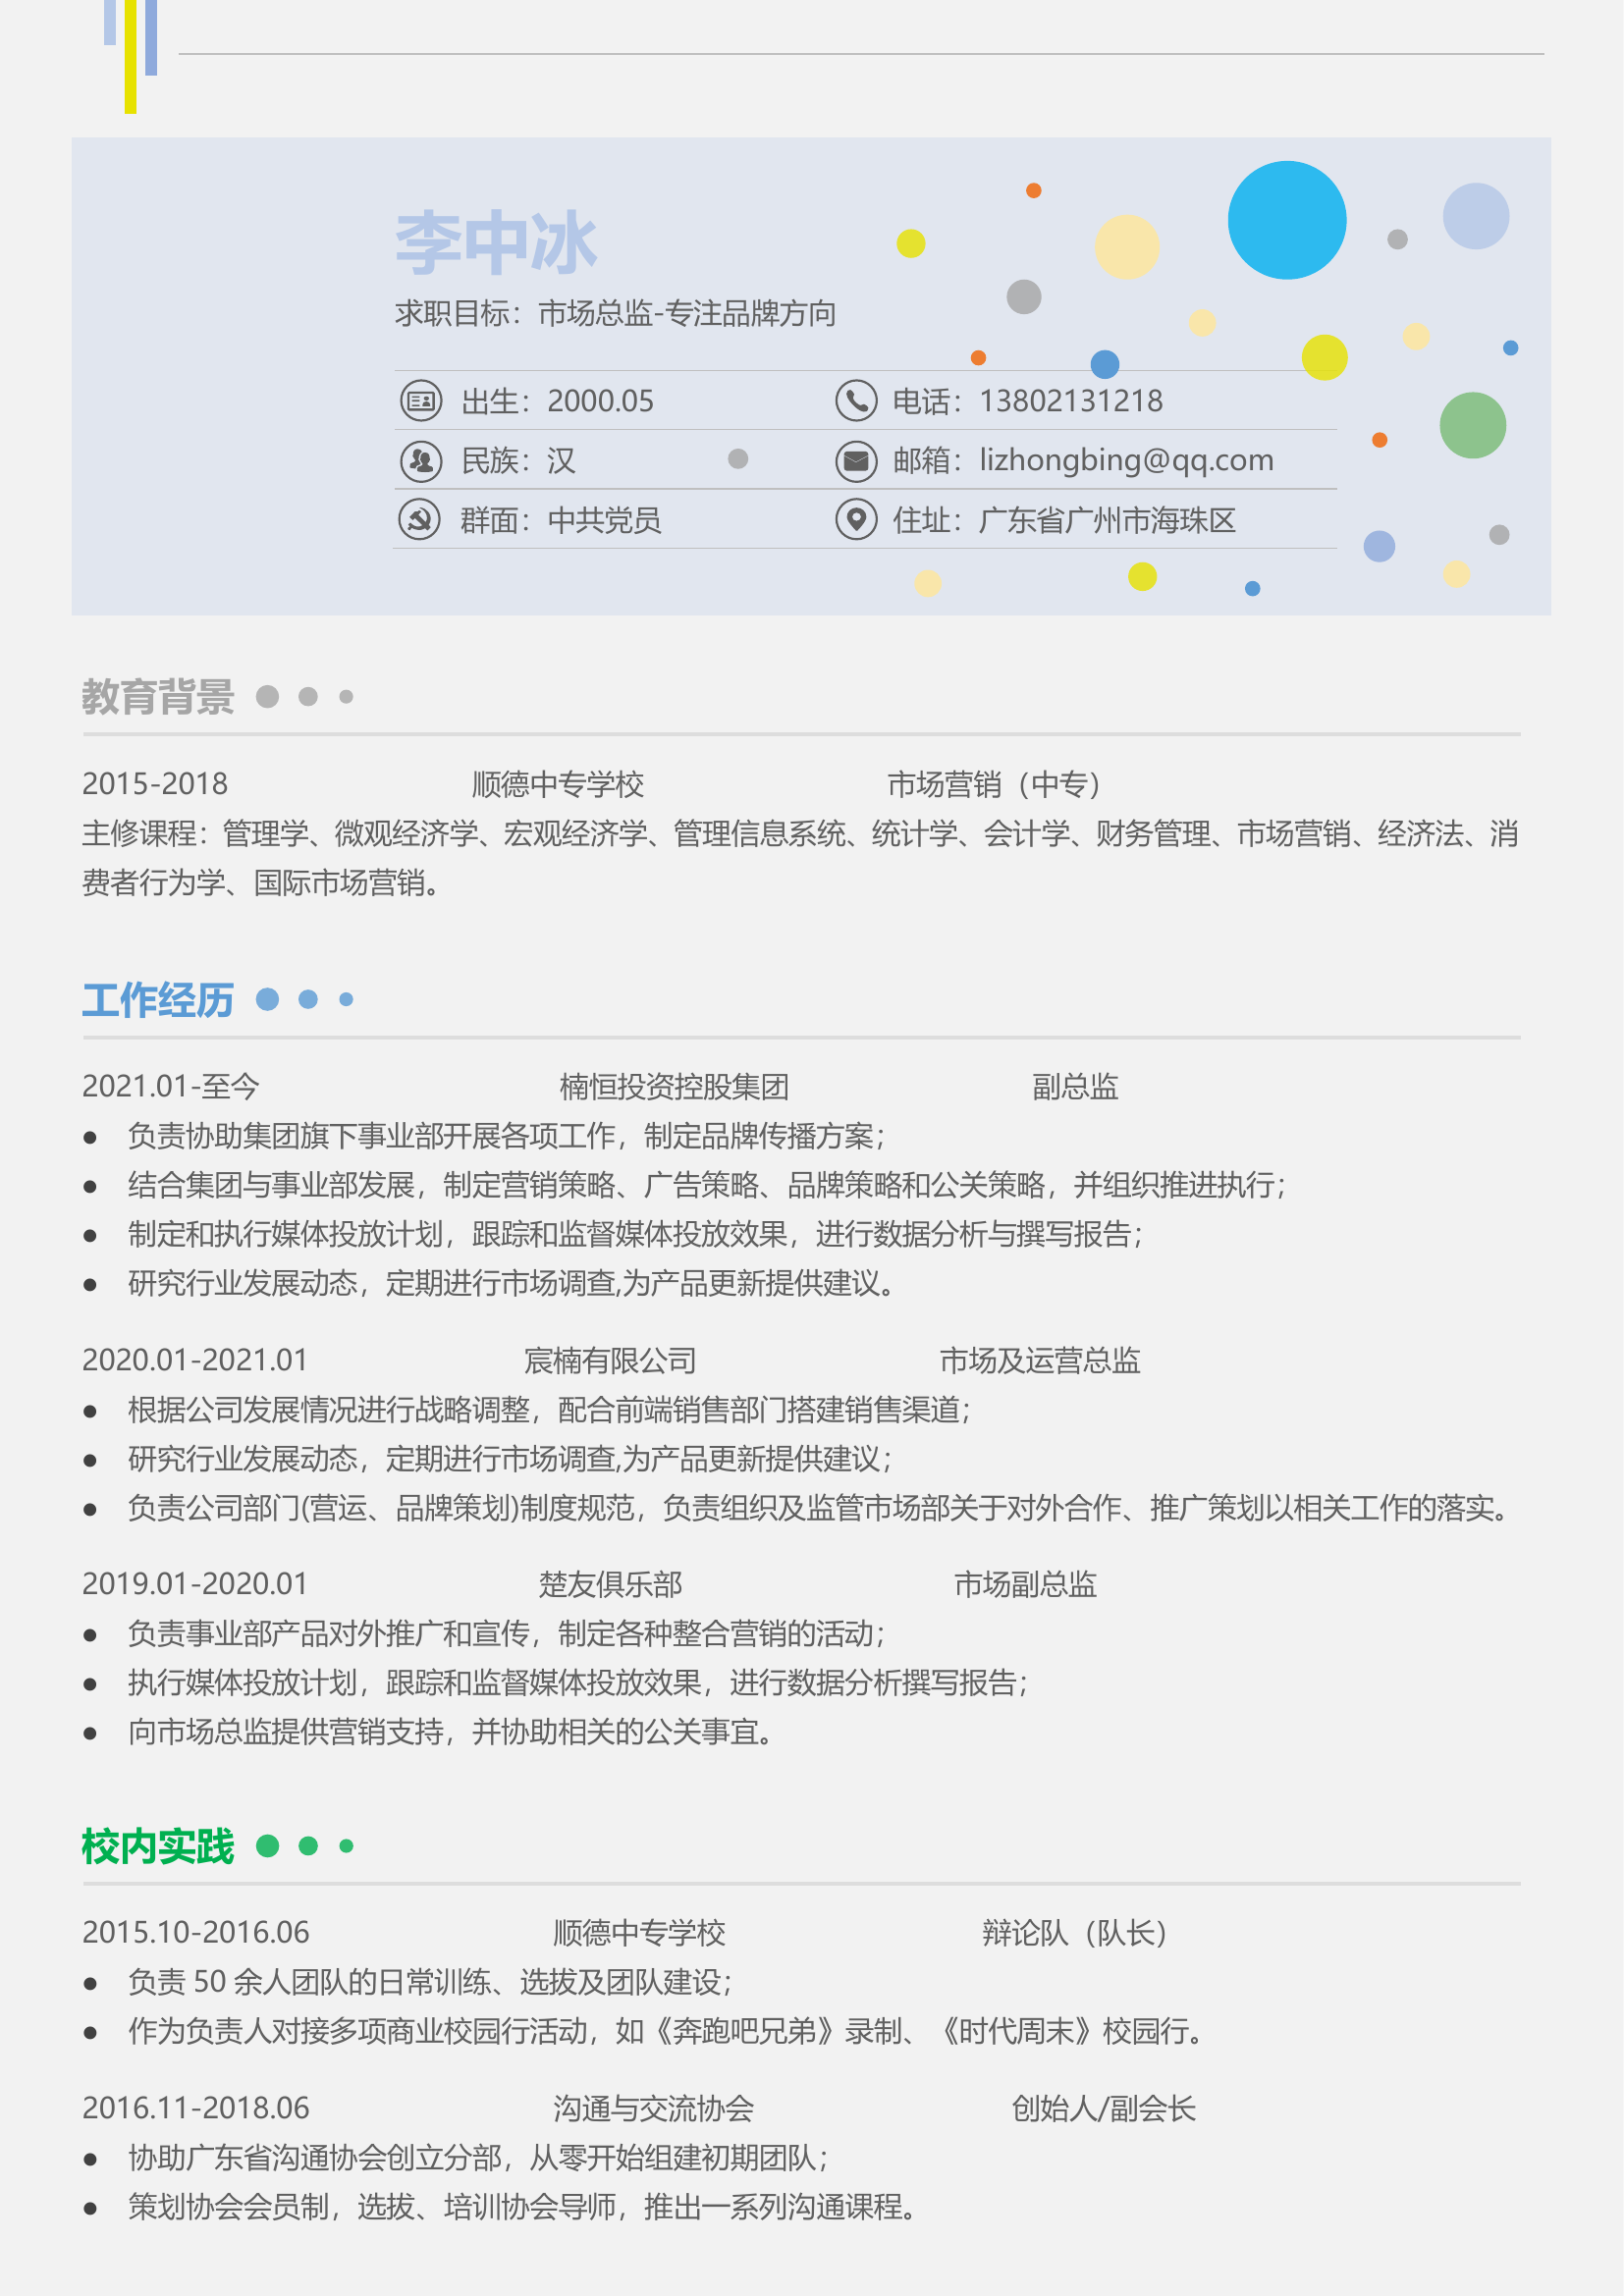 李中冰
求职目标：市场总监-专注品牌方向
出生：2000.05 电话：13802131218
民族：汉 邮箱：lizhongbing@qq.com
群面：中共党员 住址：广东省广州市海珠区
教育背景
2015-2018 顺德中专学校 市场营销（中专）
主修课程：管理学、微观经济学、宏观经济学、管理信息系统、统计学、会计学、财务管理、市场营销、经济法、消
费者行为学、国际市场营销。
工作经历
2021.01-至今 楠恒投资控股集团 副总监
● 负责协助集团旗下事业部开展各项工作，制定品牌传播方案；
● 结合集团与事业部发展，制定营销策略、广告策略、品牌策略和公关策略，并组织推进执行；
● 制定和执行媒体投放计划，跟踪和监督媒体投放效果，进行数据分析与撰写报告；
● 研究行业发展动态，定期进行市场调查,为产品更新提供建议。
2020.01-2021.01 宸楠有限公司 市场及运营总监
● 根据公司发展情况进行战略调整，配合前端销售部门搭建销售渠道；
● 研究行业发展动态，定期进行市场调查,为产品更新提供建议；
● 负责公司部门(营运、品牌策划)制度规范，负责组织及监管市场部关于对外合作、推广策划以相关工作的落实。
2019.01-2020.01 楚友俱乐部 市场副总监
● 负责事业部产品对外推广和宣传，制定各种整合营销的活动；
● 执行媒体投放计划，跟踪和监督媒体投放效果，进行数据分析撰写报告；
● 向市场总监提供营销支持，并协助相关的公关事宜。
校内实践
2015.10-2016.06 顺德中专学校 辩论队（队长）
● 负责 50 余人团队的日常训练、选拔及团队建设；
● 作为负责人对接多项商业校园行活动，如《奔跑吧兄弟》录制、《时代周末》校园行。
2016.11-2018.06 沟通与交流协会 创始人/副会长
● 协助广东省沟通协会创立分部，从零开始组建初期团队；
● 策划协会会员制，选拔、培训协会导师，推出一系列沟通课程。